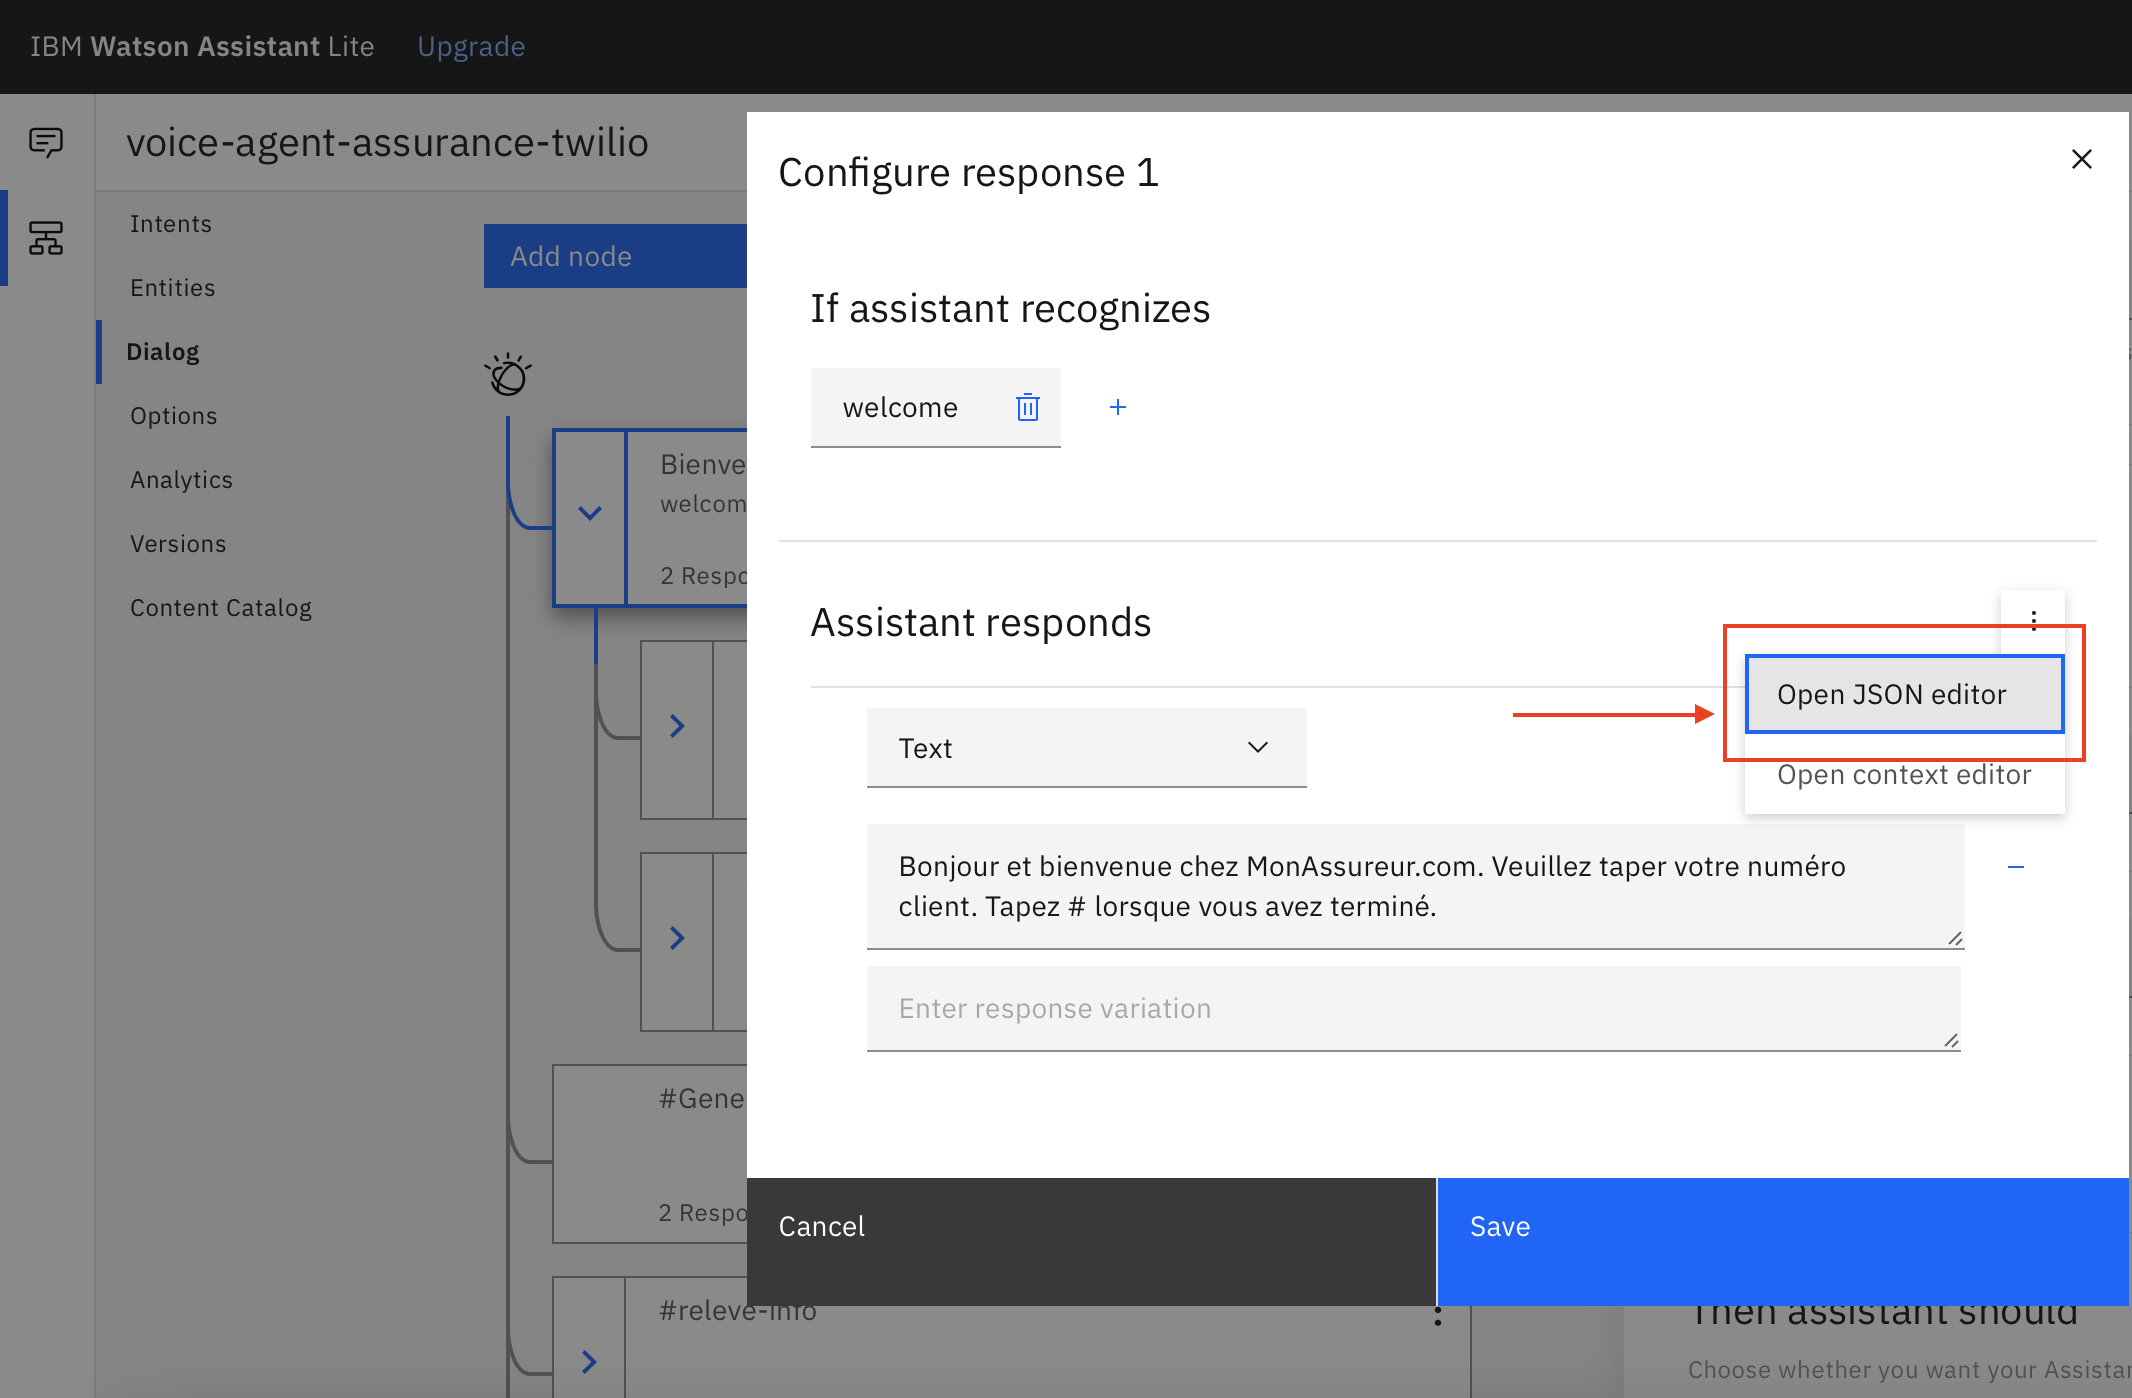 IBM Watson Assistant Lite
Upgrade
voice-agent-assurance-twilio
Intents
Entities
Dialog
Options
Analytics
Versions
Content Catalog
Add node
Bienve
welcom
2 Respo
#Gene
2 Respo
#releve-info
Configure response 1
If assistant recognizes
welcome
Assistant responds
Open JSON editor
Open context editor
Text
Bonjour et bienvenue chez MonAssureur.com. Veuillez taper votre numéro
client. Tapez # lorsque vous avez terminé.
Enter response variation
Cancel
Save
Then assistant should
Choose whether you want your Assistan